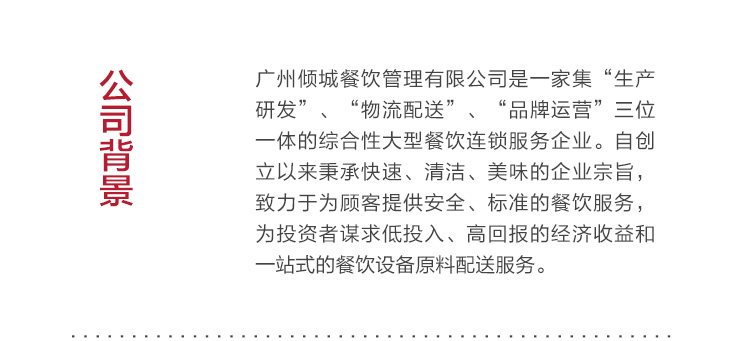 公司背景
广州倾城餐饮管理有限公司是一家集“生产
研发”、“物流配送”、“品牌运营”三位
一体的综合性大型餐饮连锁服务企业。自创
立以来秉承快速、清洁、美味的企业宗旨，
致力于为顾客提供安全、标准的餐饮服务，
为投资者谋求低投入、高回报的经济收益和
一站式的餐饮设备原料配送服务。